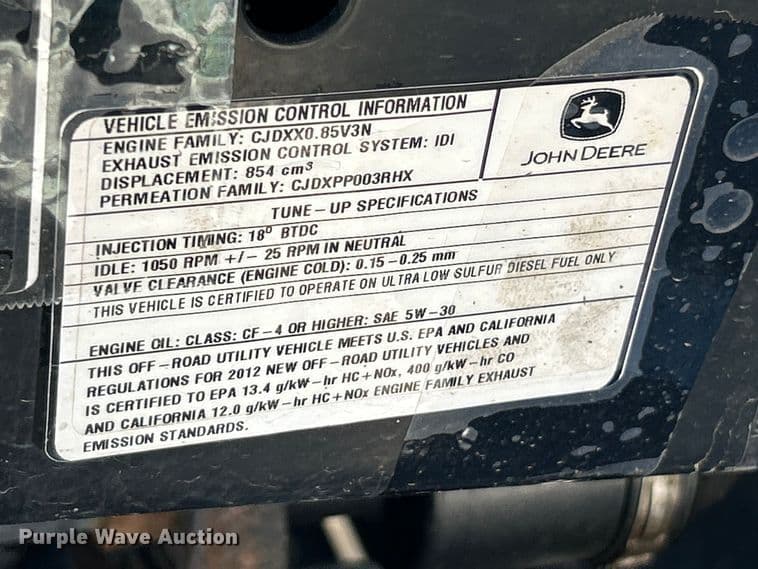 VEHICLE EMISSION CONTROL INFORMATION
ENGINE FAMILY: CJDXX0.85V3N
EXHAUST EMISSION CONTROL SYSTEM: IDI
DISPLACEMENT: 854 cm³
PERMEATION FAMILY: CJDXPP003RHX
JOHN DEERE
TUNE-UP SPECIFICATIONS
INJECTION TIMING: 18º BTDC
IDLE: 1050 RPM +/- 25 RPM IN NEUTRAL
VALVE CLEARANCE (ENGINE COLD): 0.15-0.25 mm
THIS VEHICLE IS CERTIFIED TO OPERATE ON ULTRA LOW SULFUR DIESEL FUEL ONLY
ENGINE OIL: CLASS: CF-4 OR HIGHER: SAE 5W-30
THIS OFF-ROAD UTILITY VEHICLE MEETS U.S. EPA AND CALIFORNIA
REGULATIONS FOR 2012 NEW OFF-ROAD UTILITY VEHICLES AND
IS CERTIFIED TO EPA 13.4 g/kW-hr HC+NOx, 400 g/kW-hr CO
AND CALIFORNIA 12.0 g/kW-hr HC+NOx ENGINE FAMILY EXHAUST
EMISSION STANDARDS.
Purple Wave Auction